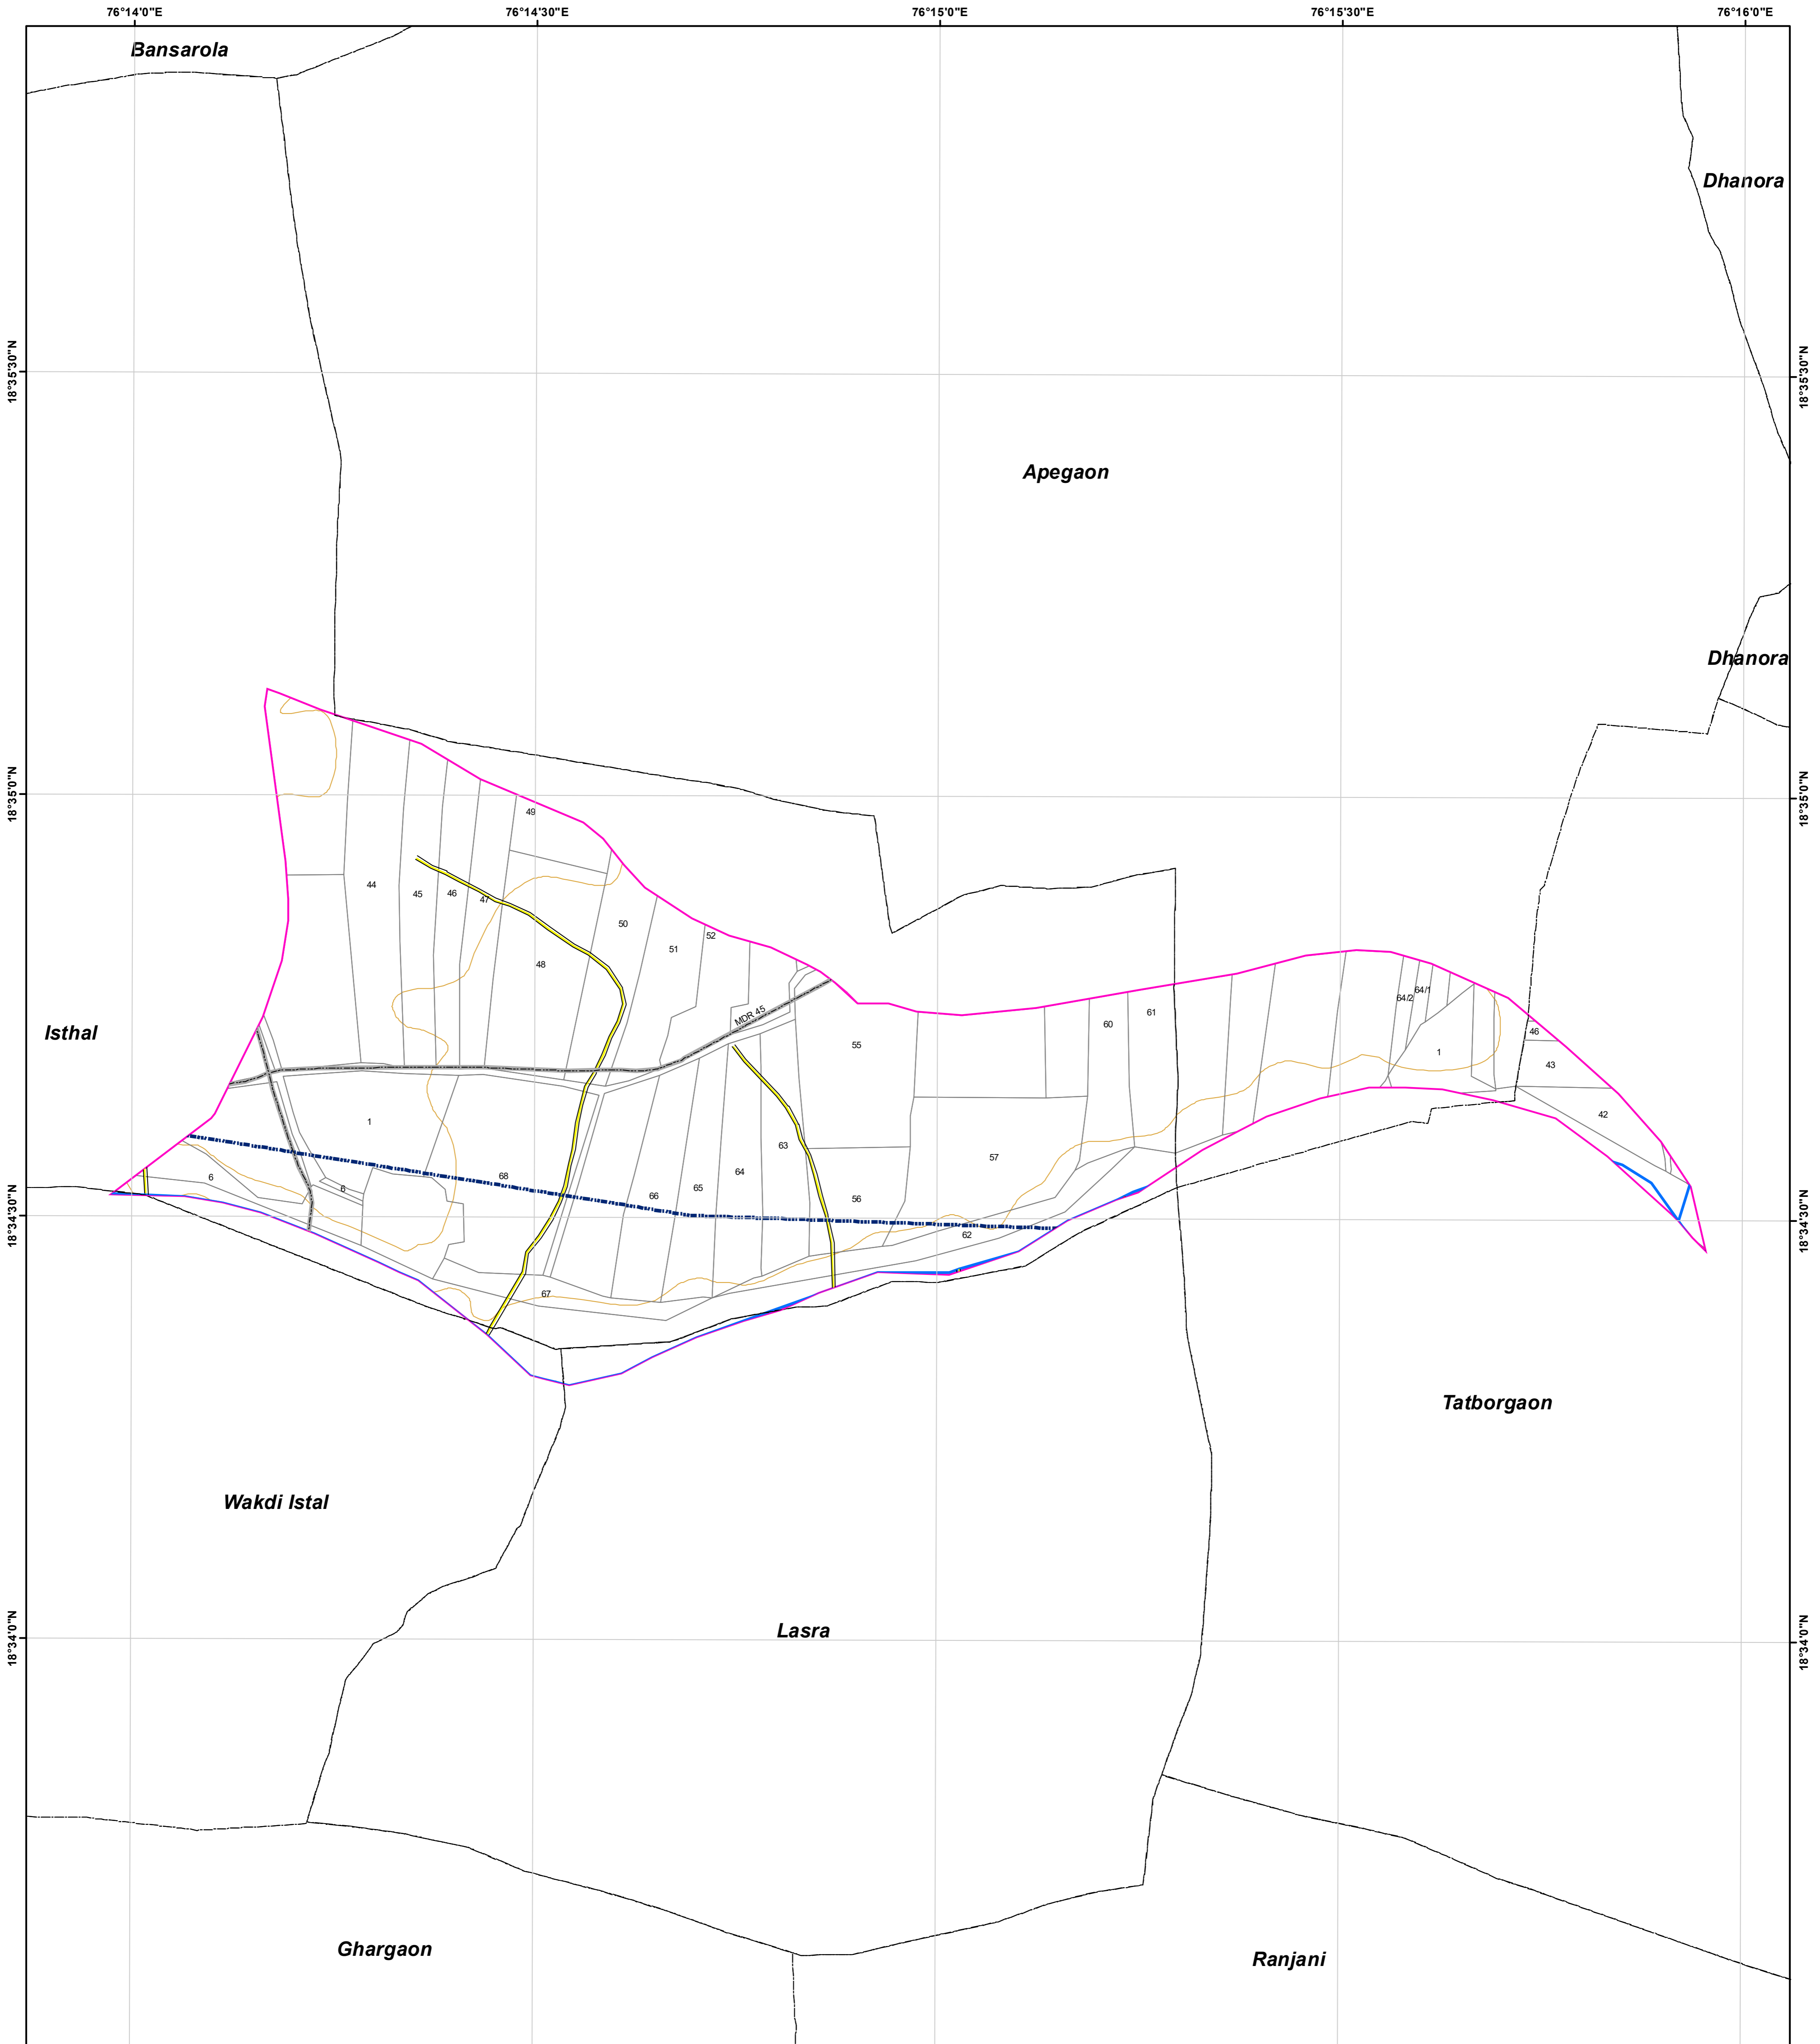 76°14'0"E
76°14'30"E
76°15'0"E
76°15'30"E
76°16'0"E
Bansarola
Dhanora
18°35'30"N
18°35'30"N
Apegaon
Dhanora
18°35'0"N
18°35'0"N
49
44
45
46
47
50
52
51
48
64/1
64/2
61
MDR 45
60
Isthal
46
55
1
43
42
1
63
57
64
68
6
6
65
66
56
18°34'30"N
18°34'30"N
62
67
Tatborgaon
Wakdi Istal
Lasra
18°34'0"N
18°34'0"N
Ghargaon
Ranjani